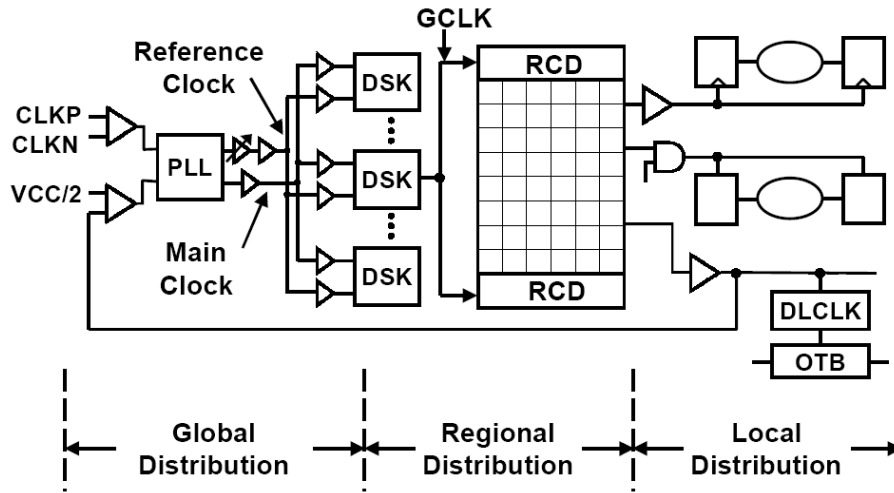 GCLK
Reference
Clock
CLKP
CLKN
VCC/2
PLL
Main
Clock
DSK
DSK
DSK
RCD
RCD
DLCLK
OTB
Global
Distribution
Regional
Distribution
Local
Distribution